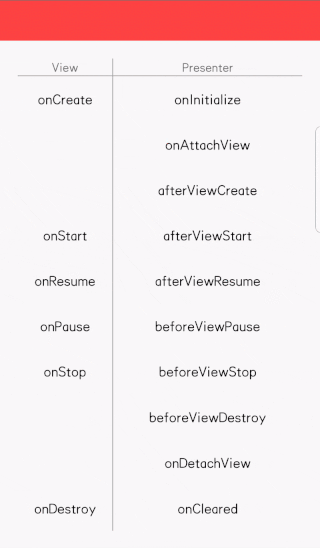 View Presenter
onCreate onInitialize
onAttachView
afterViewCreate
onStart afterViewStart
onResume afterViewResume
onPause beforeViewPause
onStop beforeViewStop
beforeViewDestroy
onDetachView
onDestroy onCleared